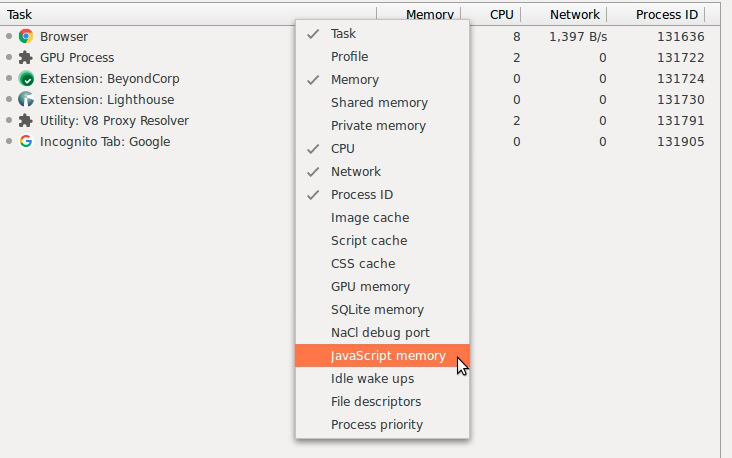 Task Memory CPU Network Process ID
Browser 8 1,397 B/s 131636
GPU Process 2 0 131722
Extension: BeyondCorp 0 0 131724
Extension: Lighthouse 0 0 131730
Utility: V8 Proxy Resolver 2 0 131791
Incognito Tab: Google 0 0 131905
Task
Profile
Memory
Shared memory
Private memory
CPU
Network
Process ID
Image cache
Script cache
CSS cache
GPU memory
SQLite memory
NaCl debug port
JavaScript memory
Idle wake ups
File descriptors
Process priority